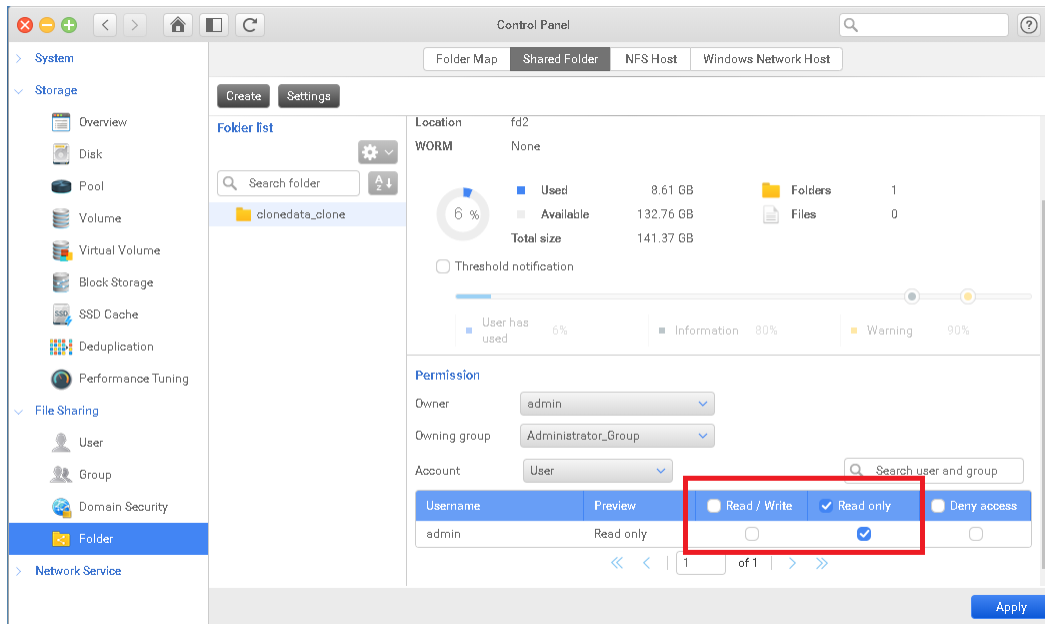 Control Panel
System
Storage
Overview
Disk
Pool
Volume
Virtual Volume
Block Storage
SSD Cache
Deduplication
Performance Tuning
File Sharing
User
Group
Domain Security
Folder
Network Service
Folder Map Shared Folder NFS Host Windows Network Host
Create Settings
Folder list
Search folder
clonedata_clone
Location fd2
WORM None
6 %
Used 8.61 GB
Available 132.76 GB
Total size 141.37 GB
Folders 1
Files 0
Threshold notification
User has used 6% Information 80% Warning 90%
Permission
Owner admin
Owning group Administrator_Group
Account User Search user and group
Username Preview Read / Write Read only Deny access
admin Read only
1 of 1
Apply